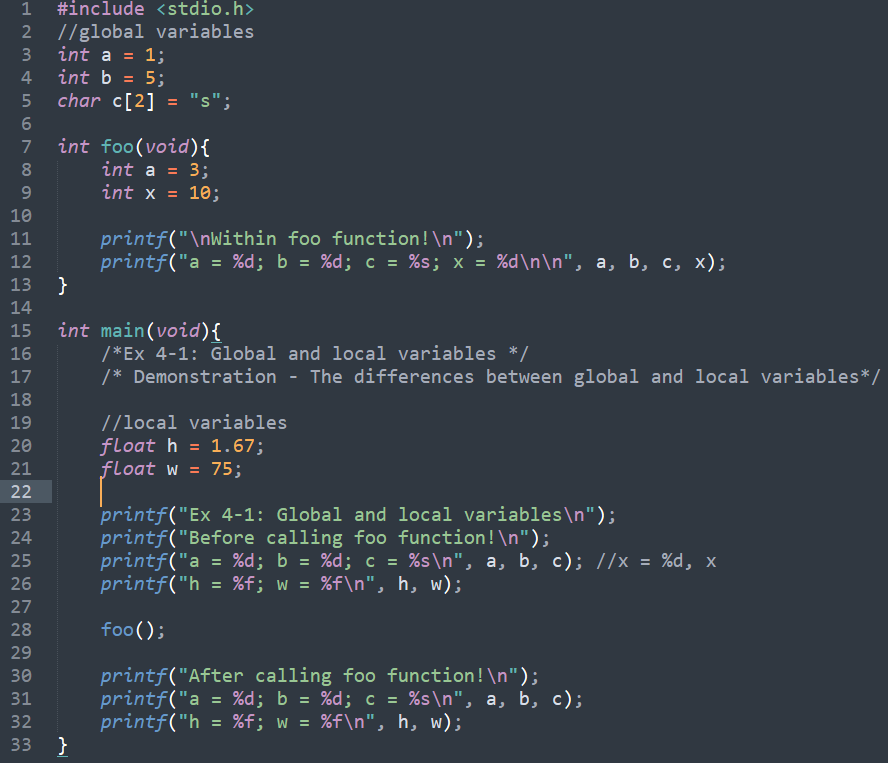 1 #include <stdio.h>
2 //global variables
3 int a = 1;
4 int b = 5;
5 char c[2] = "s";
6
7 int foo(void){
8     int a = 3;
9     int x = 10;
10
11     printf("\nWithin foo function!\n");
12     printf("a = %d; b = %d; c = %s; x = %d\n\n", a, b, c, x);
13 }
14
15 int main(void){
16     /*Ex 4-1: Global and local variables */
17     /* Demonstration - The differences between global and local variables*/
18
19     //local variables
20     float h = 1.67;
21     float w = 75;
22
23     printf("Ex 4-1: Global and local variables\n");
24     printf("Before calling foo function!\n");
25     printf("a = %d; b = %d; c = %s\n", a, b, c); //x = %d, x
26     printf("h = %f; w = %f\n", h, w);
27
28     foo();
29
30     printf("After calling foo function!\n");
31     printf("a = %d; b = %d; c = %s\n", a, b, c);
32     printf("h = %f; w = %f\n", h, w);
33 }